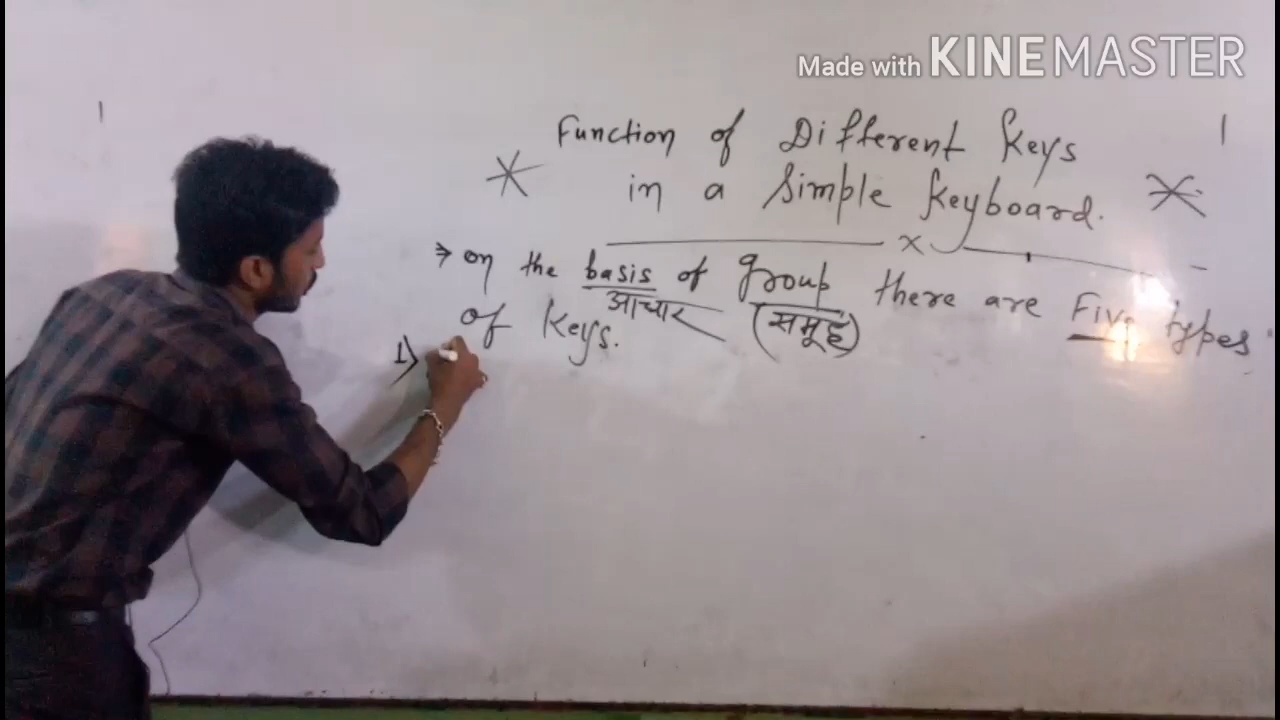 Made with KINEMASTER
Function of Different Keys
in a Simple Keyboard.
⇒ on the basis of group there are Five types
आधार (समूह)
of Keys.
1)